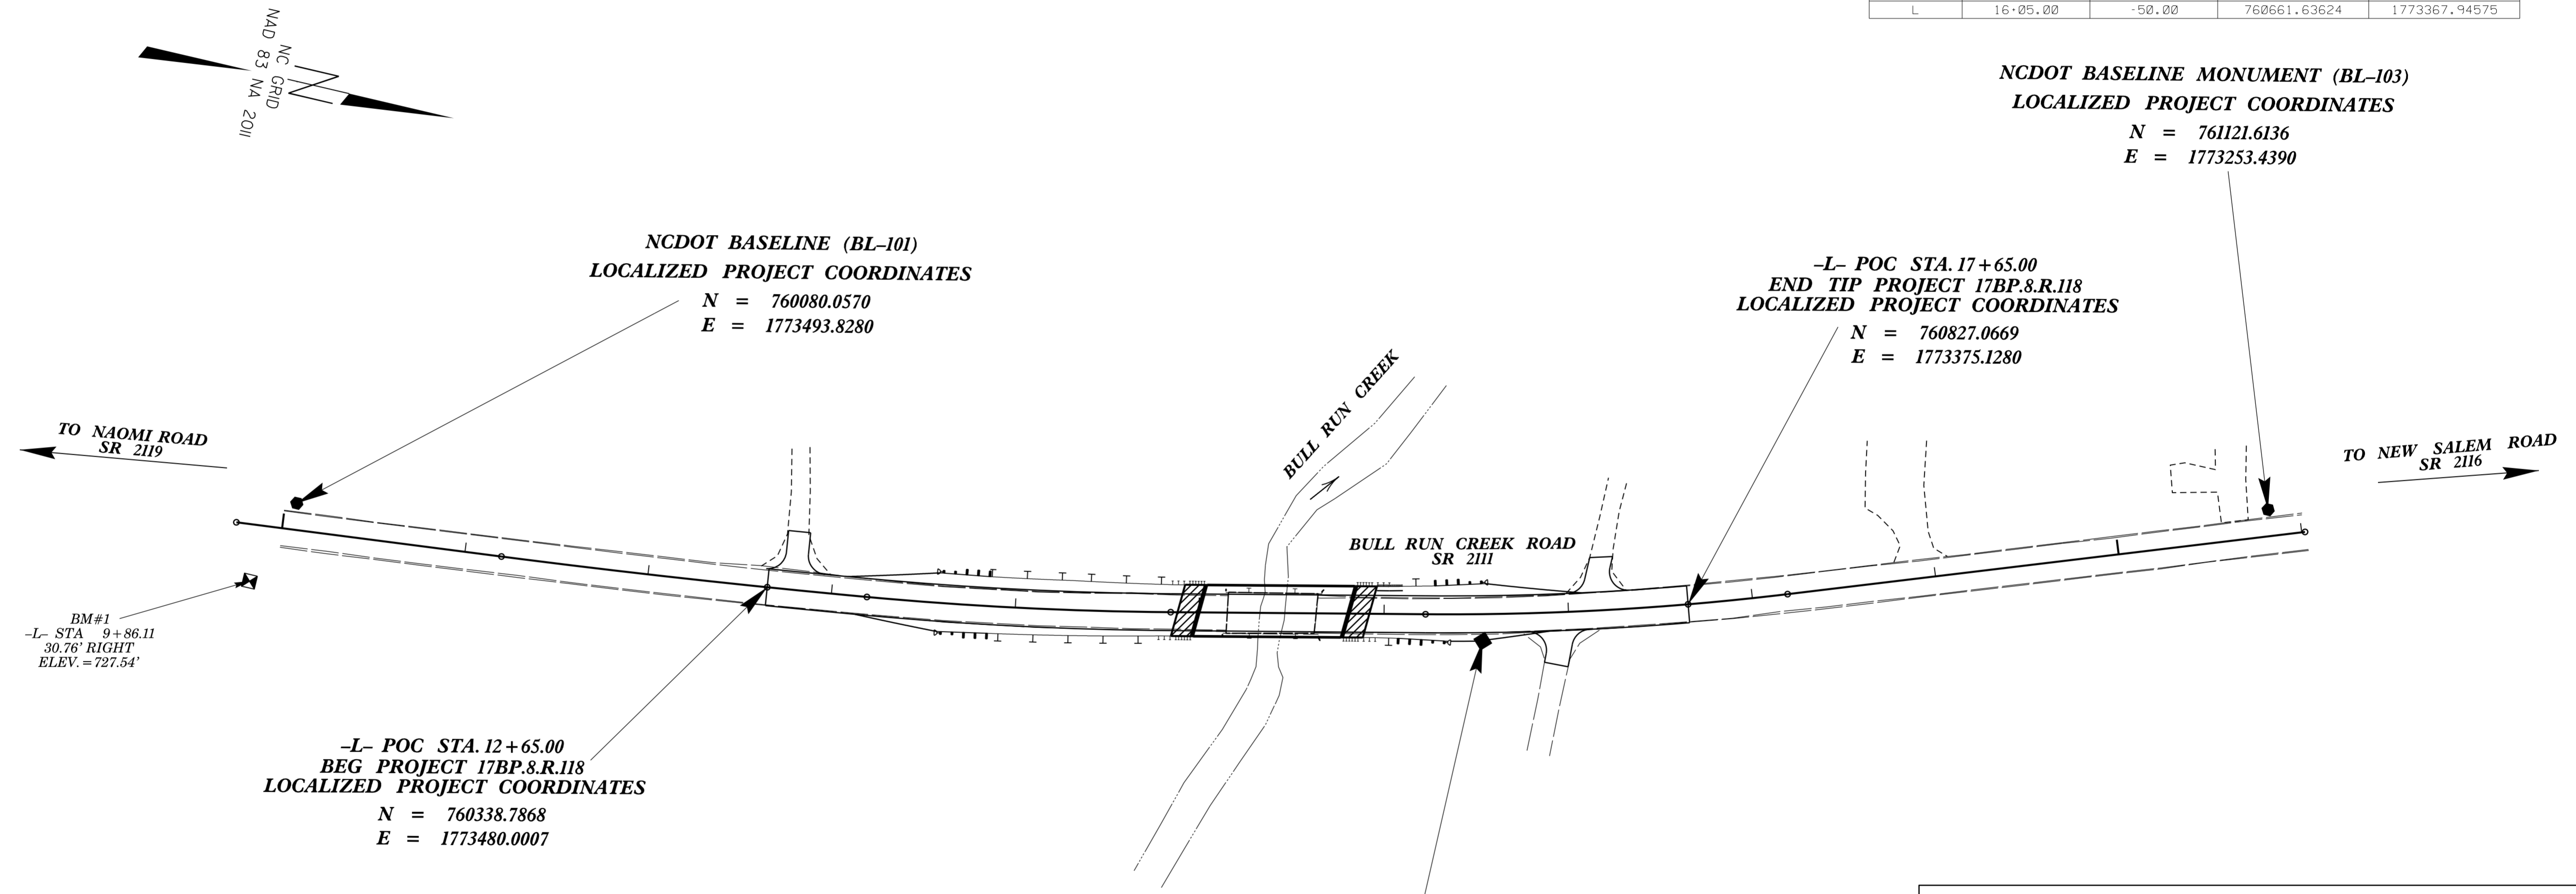 L 16+05.00 -50.00 760661.63624 1773367.94575
NC GRID
NAD 83 NA 2011
NCDOT BASELINE MONUMENT (BL-103)
LOCALIZED PROJECT COORDINATES
N = 761121.6136
E = 1773253.4390
NCDOT BASELINE (BL-101)
LOCALIZED PROJECT COORDINATES
N = 760080.0570
E = 1773493.8280
-L- POC STA. 17+65.00
END TIP PROJECT 17BP.8.R.118
LOCALIZED PROJECT COORDINATES
N = 760827.0669
E = 1773375.1280
BULL RUN CREEK
TO NAOMI ROAD
SR 2119
TO NEW SALEM ROAD
SR 2116
BULL RUN CREEK ROAD
SR 2111
BM#1
-L- STA 9+86.11
30.76' RIGHT
ELEV. = 727.54'
-L- POC STA. 12+65.00
BEG PROJECT 17BP.8.R.118
LOCALIZED PROJECT COORDINATES
N = 760338.7868
E = 1773480.0007